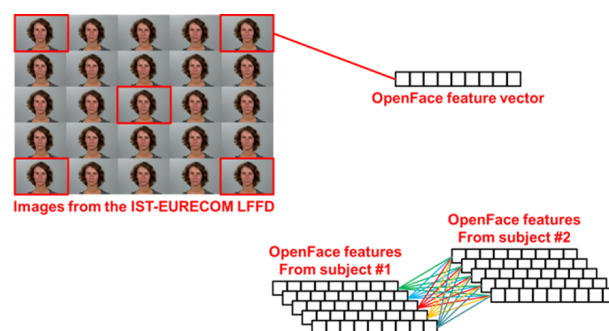 OpenFace feature vector
Images from the IST-EURECOM LFFD
OpenFace features
From subject #1
OpenFace features
From subject #2